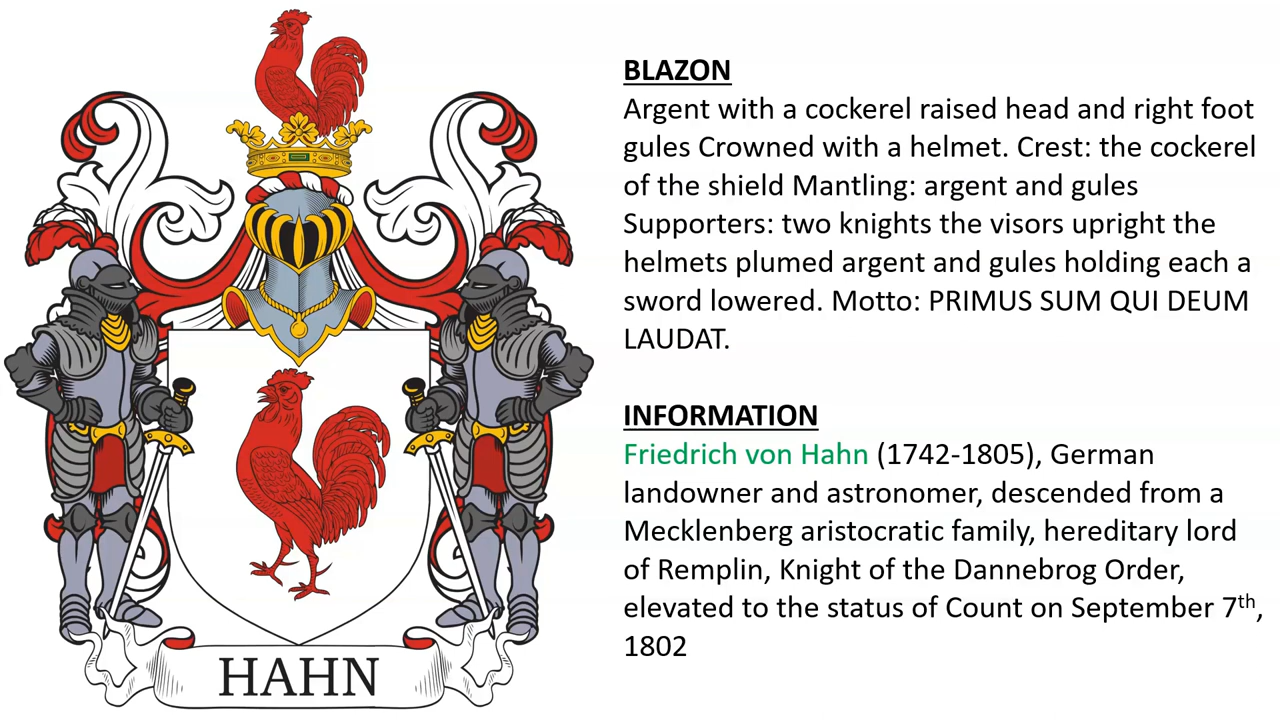 BLAZON
Argent with a cockerel raised head and right foot
gules Crowned with a helmet. Crest: the cockerel
of the shield Mantling: argent and gules
Supporters: two knights the visors upright the
helmets plumed argent and gules holding each a
sword lowered. Motto: PRIMUS SUM QUI DEUM
LAUDAT.
INFORMATION
Friedrich von Hahn (1742-1805), German
landowner and astronomer, descended from a
Mecklenberg aristocratic family, hereditary lord
of Remplin, Knight of the Dannebrog Order,
elevated to the status of Count on September 7th,
1802
HAHN